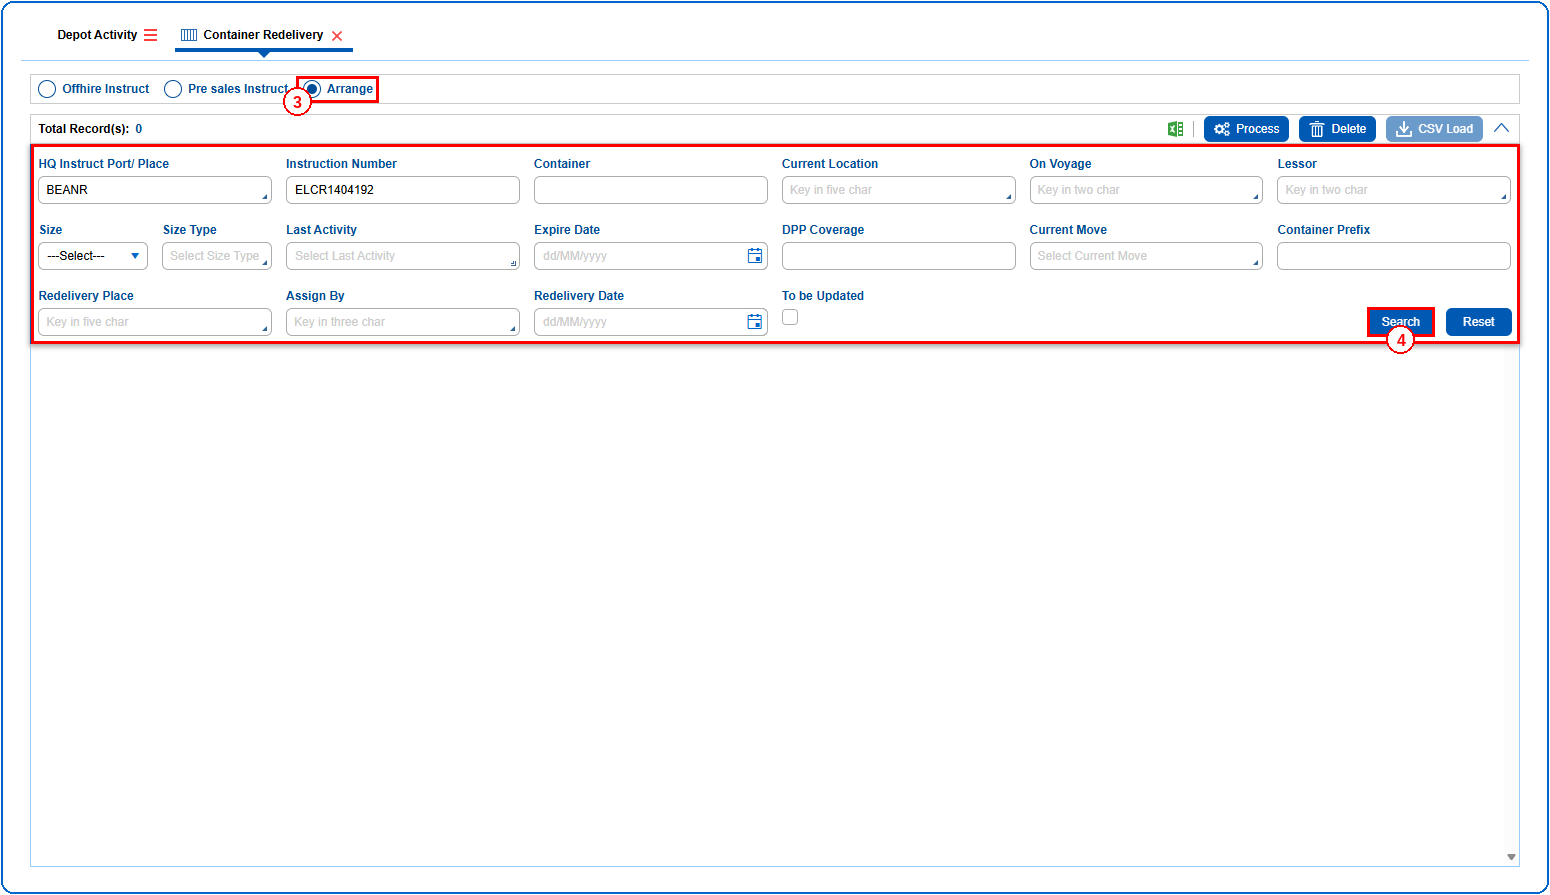 Depot Activity Container Redelivery
Offhire Instruct Pre sales Instruct Arrange
3
Total Record(s): 0 Process Delete CSV Load
HQ Instruct Port/ Place Instruction Number Container Current Location On Voyage Lessor
BEANR ELCR1404192 Key in five char Key in two char Key in two char
Size Size Type Last Activity Expire Date DPP Coverage Current Move Container Prefix
---Select--- Select Size Type Select Last Activity dd/MM/yyyy Select Current Move
Redelivery Place Assign By Redelivery Date To be Updated
Key in five char Key in three char dd/MM/yyyy Search Reset
4